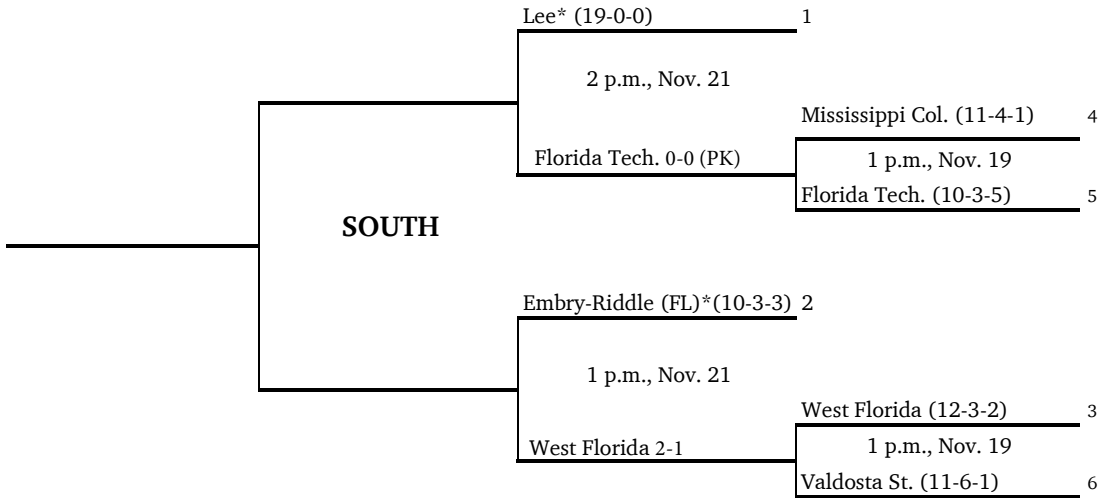 Lee* (19-0-0) 1
2 p.m., Nov. 21
Mississippi Col. (11-4-1) 4
Florida Tech. 0-0 (PK)
1 p.m., Nov. 19
Florida Tech. (10-3-5) 5
SOUTH
Embry-Riddle (FL)*(10-3-3) 2
1 p.m., Nov. 21
West Florida (12-3-2) 3
West Florida 2-1
1 p.m., Nov. 19
Valdosta St. (11-6-1) 6